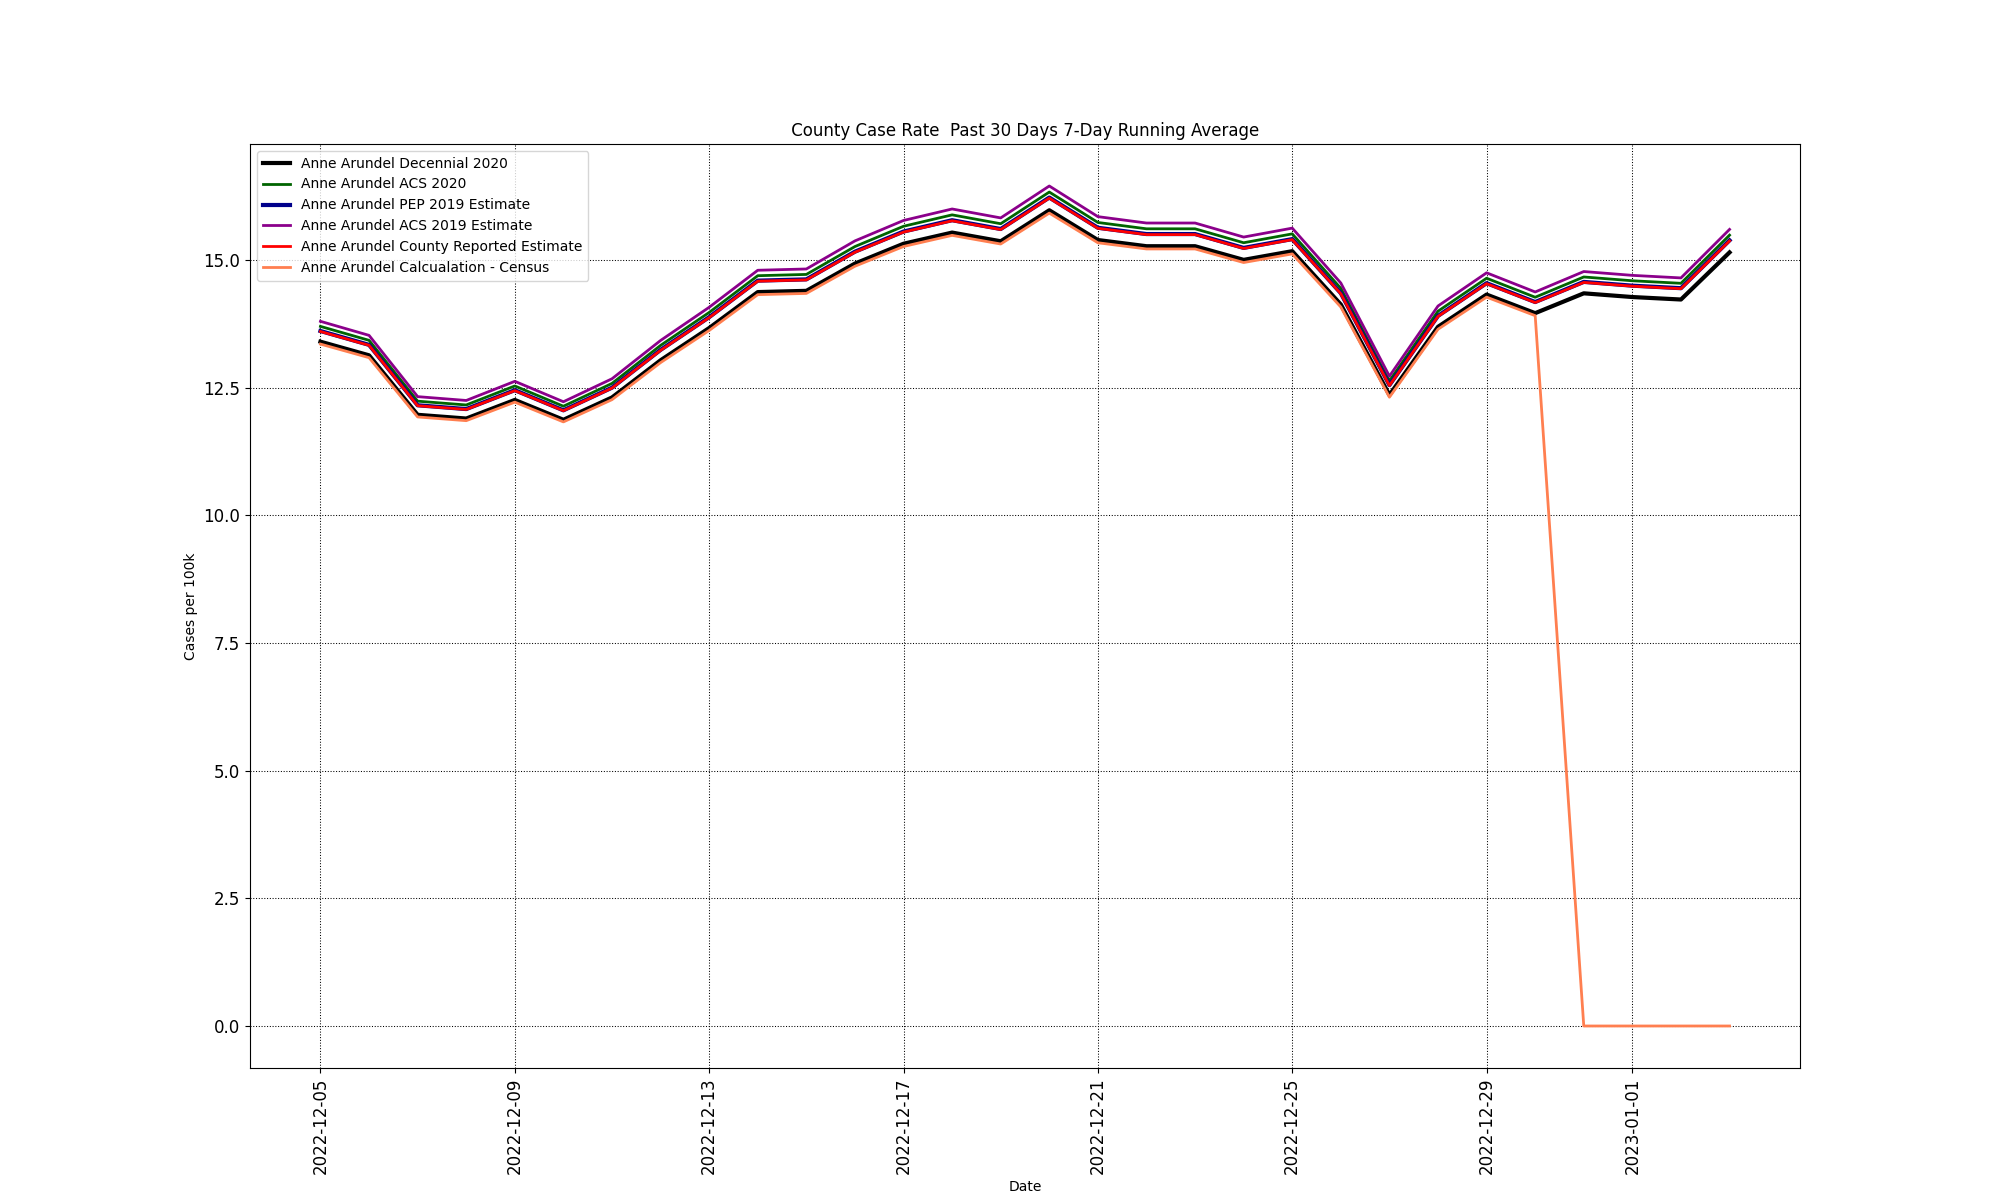 County Case Rate  Past 30 Days 7-Day Running Average
Anne Arundel Decennial 2020
Anne Arundel ACS 2020
Anne Arundel PEP 2019 Estimate
Anne Arundel ACS 2019 Estimate
Anne Arundel County Reported Estimate
Anne Arundel Calcualation - Census
Cases per 100k
15.0
12.5
10.0
7.5
5.0
2.5
0.0
2022-12-05
2022-12-09
2022-12-13
2022-12-17
2022-12-21
2022-12-25
2022-12-29
2023-01-01
Date